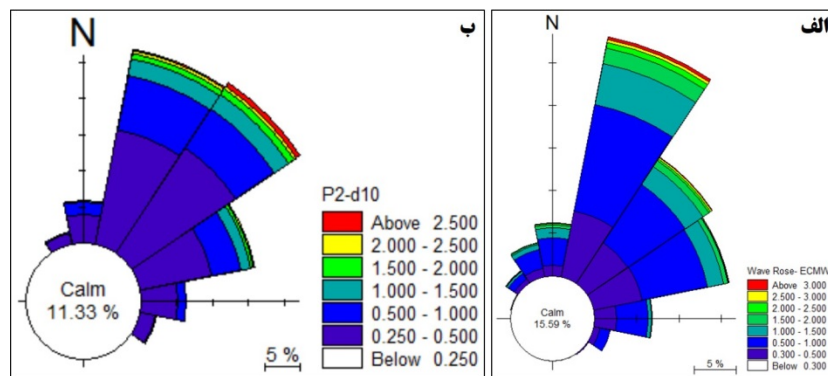 ب
N
P2-d10
Above 2.500
2.000 - 2.500
1.500 - 2.000
1.000 - 1.500
0.500 - 1.000
0.250 - 0.500
Below 0.250
Calm
11.33 %
5 %
الف
N
Wave Rose- ECMW
Above 3.000
2.500 - 3.000
2.000 - 2.500
1.500 - 2.000
1.000 - 1.500
0.500 - 1.000
0.300 - 0.500
Below 0.300
Calm
15.59 %
5 %